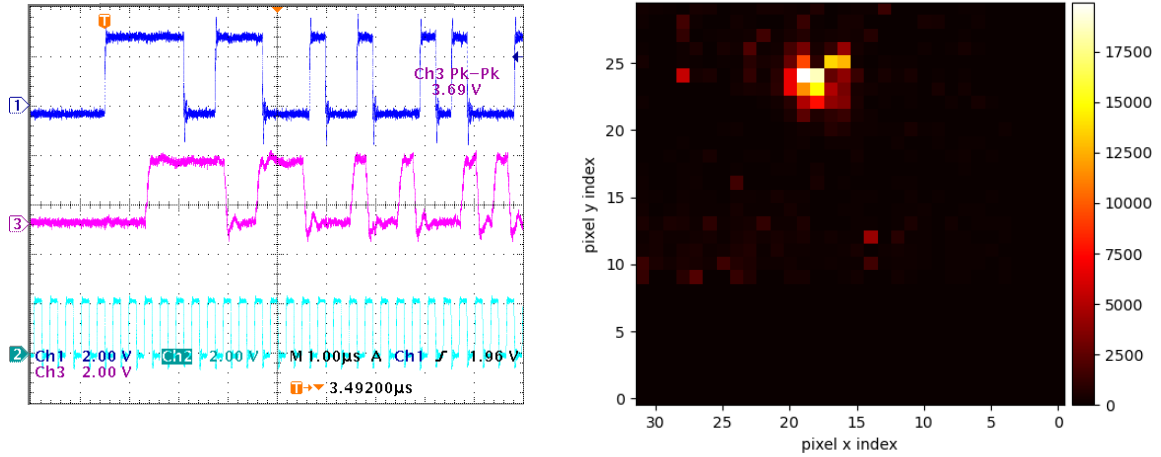 T
Ch3 Pk-Pk
3.69 V
1
3
2
Ch1 2.00 V Ch2 2.00 V M 1.00µs A Ch1 ʃ 1.96 V
Ch3 2.00 V
T→▼ 3.49200µs
pixel y index
25
20
15
10
5
0
30 25 20 15 10 5 0
pixel x index
17500
15000
12500
10000
7500
5000
2500
0